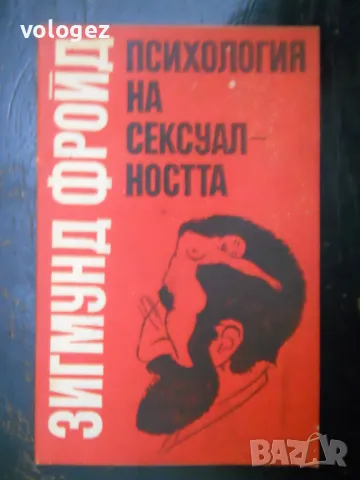 vologez
ЗИГМУНД ФРОЙД
ПСИХОЛОГИЯ
НА
СЕКСУАЛ-
НОСТТА
BAZAR